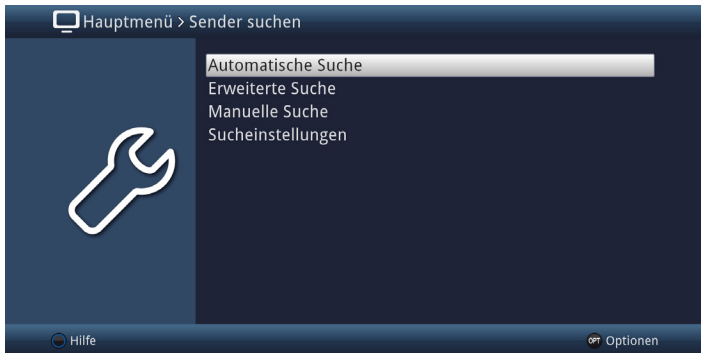 Hauptmenü > Sender suchen
Automatische Suche
Erweiterte Suche
Manuelle Suche
Sucheinstellungen
Hilfe
OPT Optionen